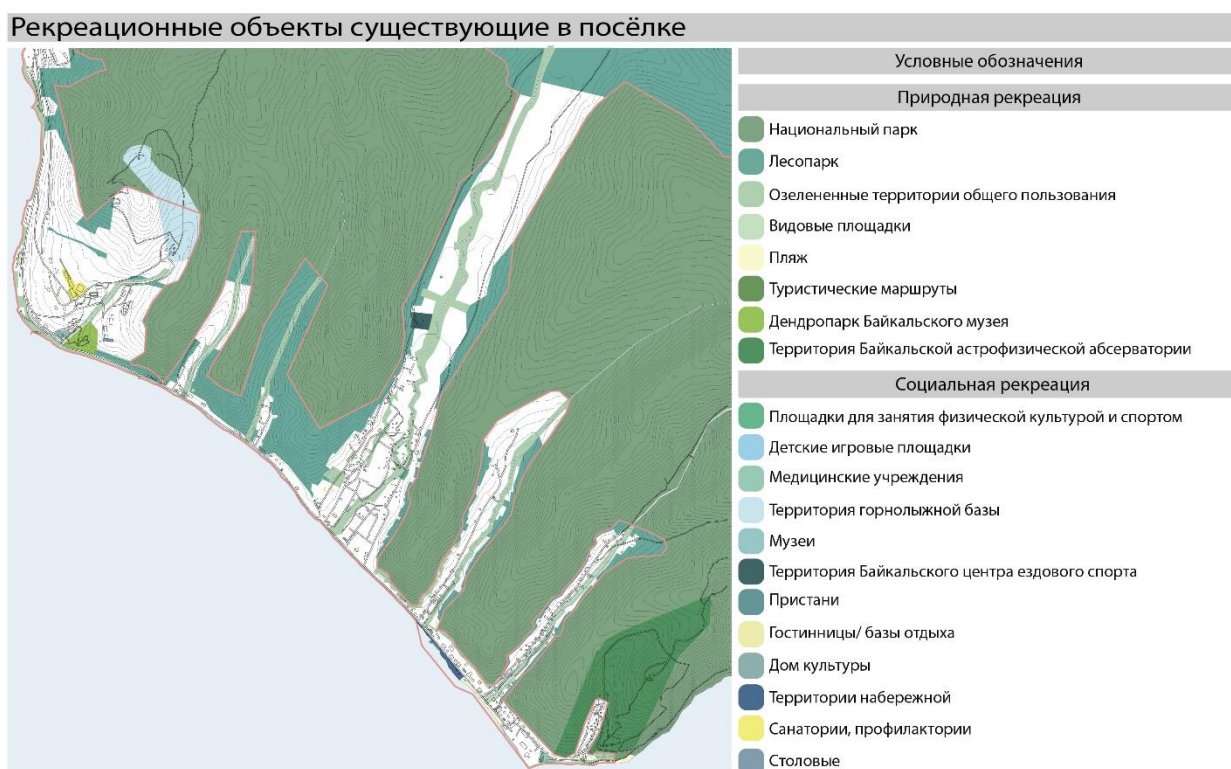 Рекреационные объекты существующие в посёлке
Условные обозначения
Природная рекреация
Национальный парк
Лесопарк
Озелененные территории общего пользования
Видовые площадки
Пляж
Туристические маршруты
Дендропарк Байкальского музея
Территория Байкальской астрофизической абсерватории
Социальная рекреация
Площадки для занятия физической культурой и спортом
Детские игровые площадки
Медицинские учреждения
Территория горнолыжной базы
Музеи
Территория Байкальского центра ездового спорта
Пристани
Гостинницы/ базы отдыха
Дом культуры
Территории набережной
Санатории, профилактории
Столовые